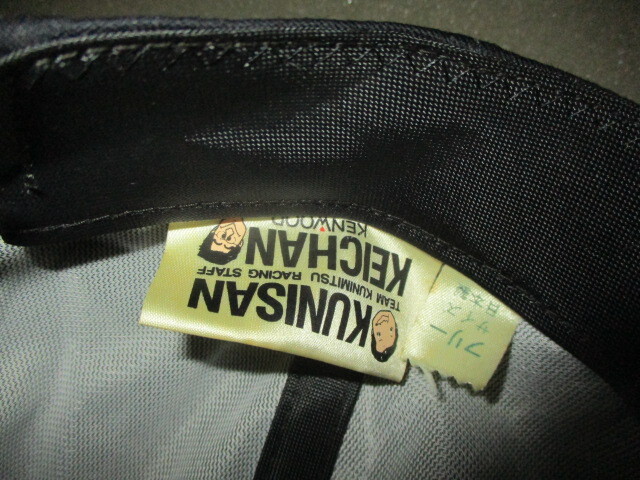 KUNISAN
TEAM KUNIMITSU RACING STAFF
KEICHAN
KENWOOD
フリー
サイズ
日本製